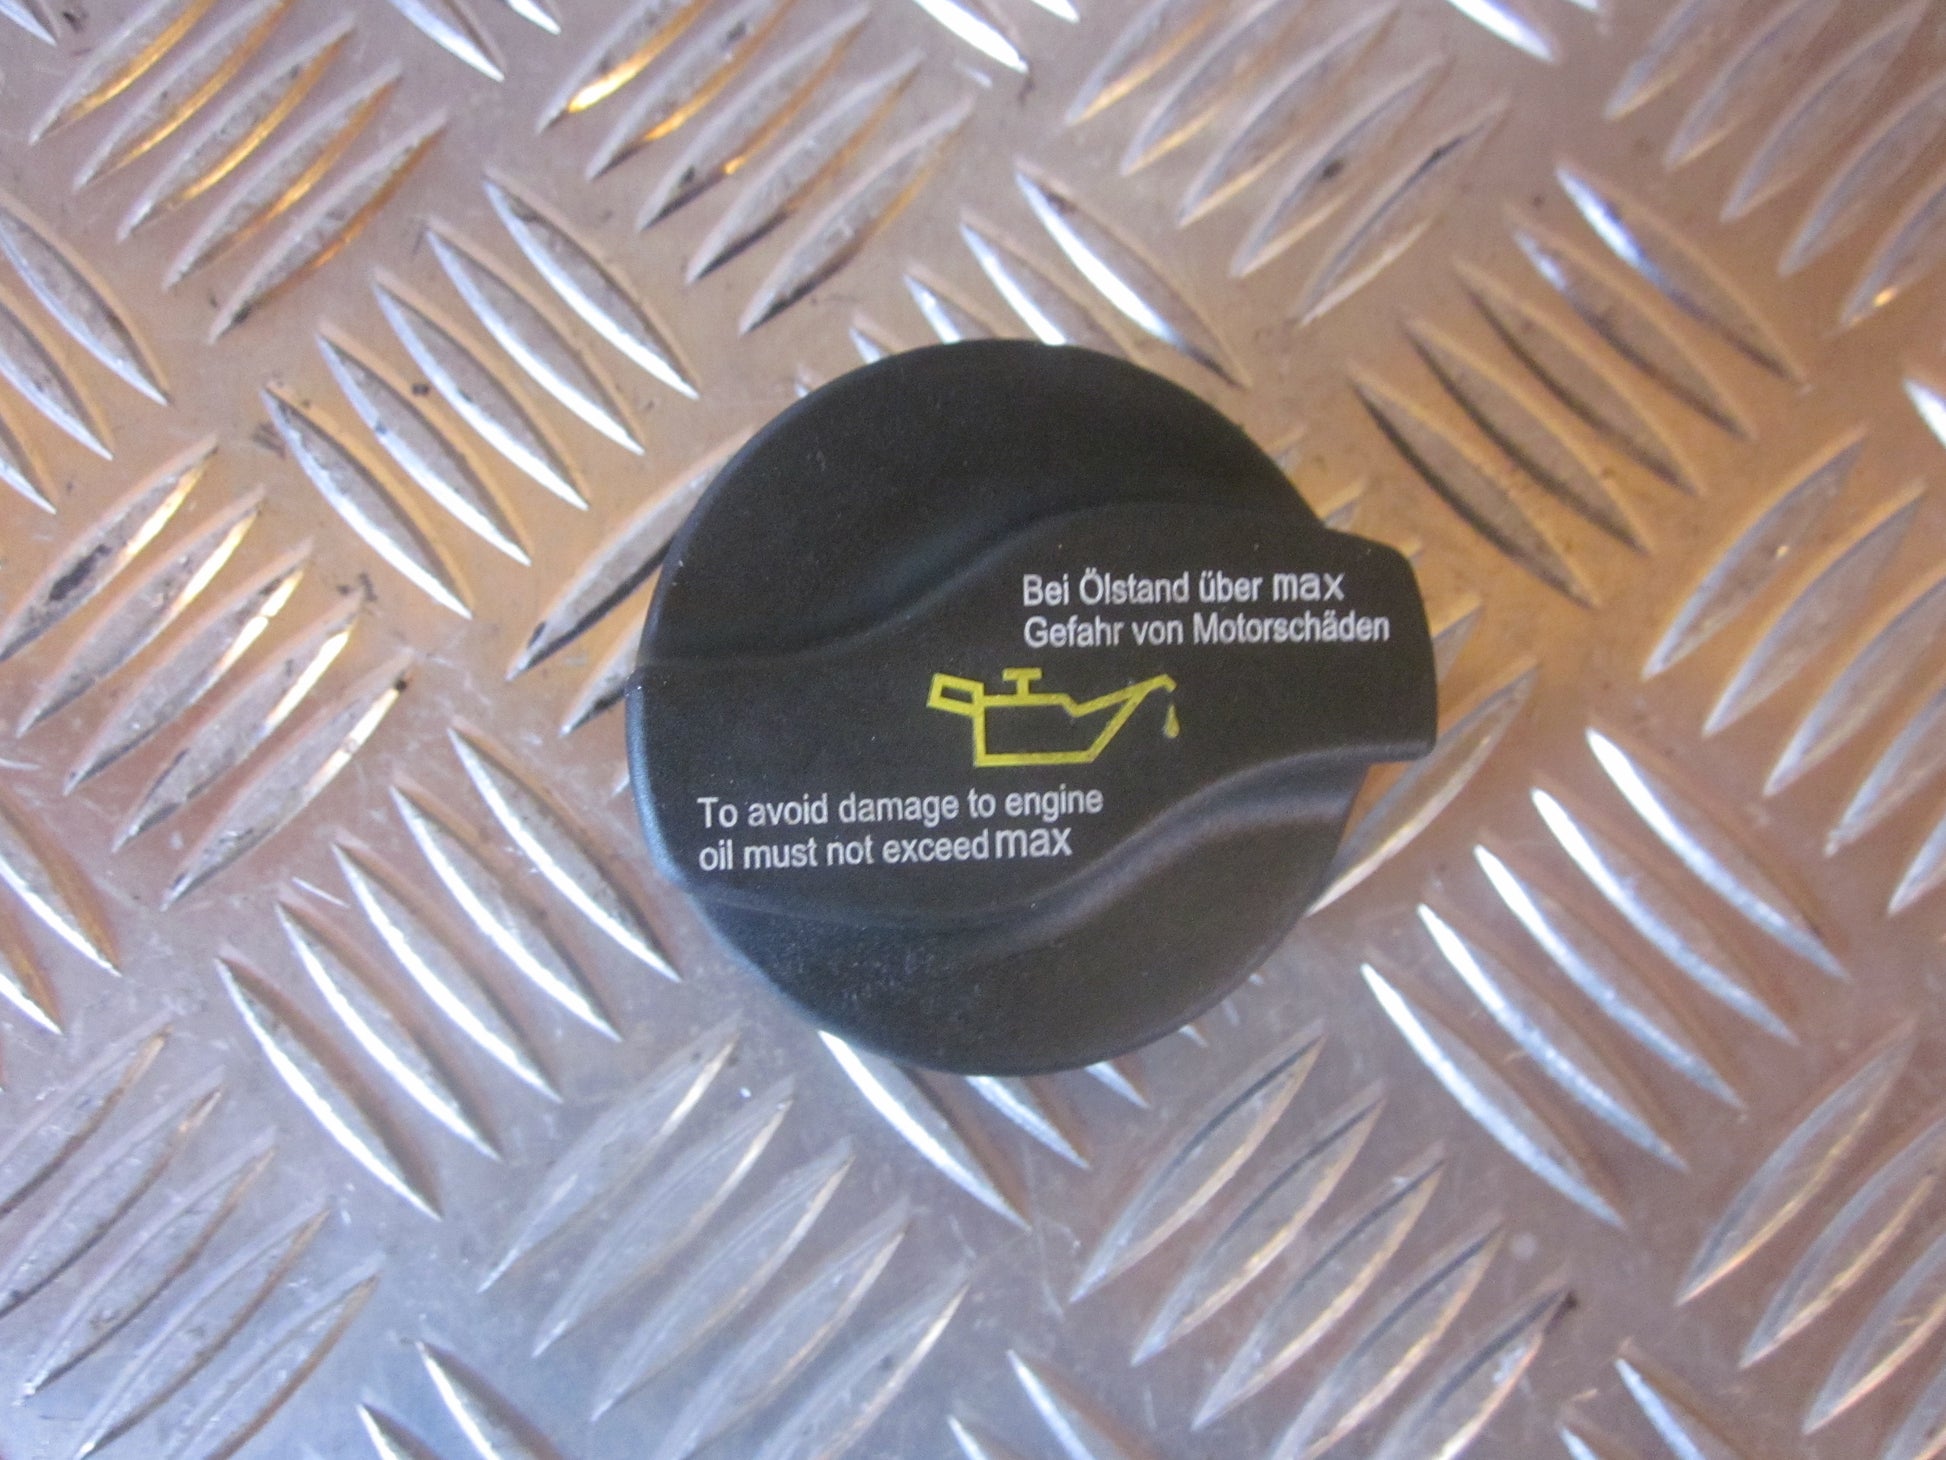 Bei Ölstand über max
Gefahr von Motorschäden
To avoid damage to engine
oil must not exceed max